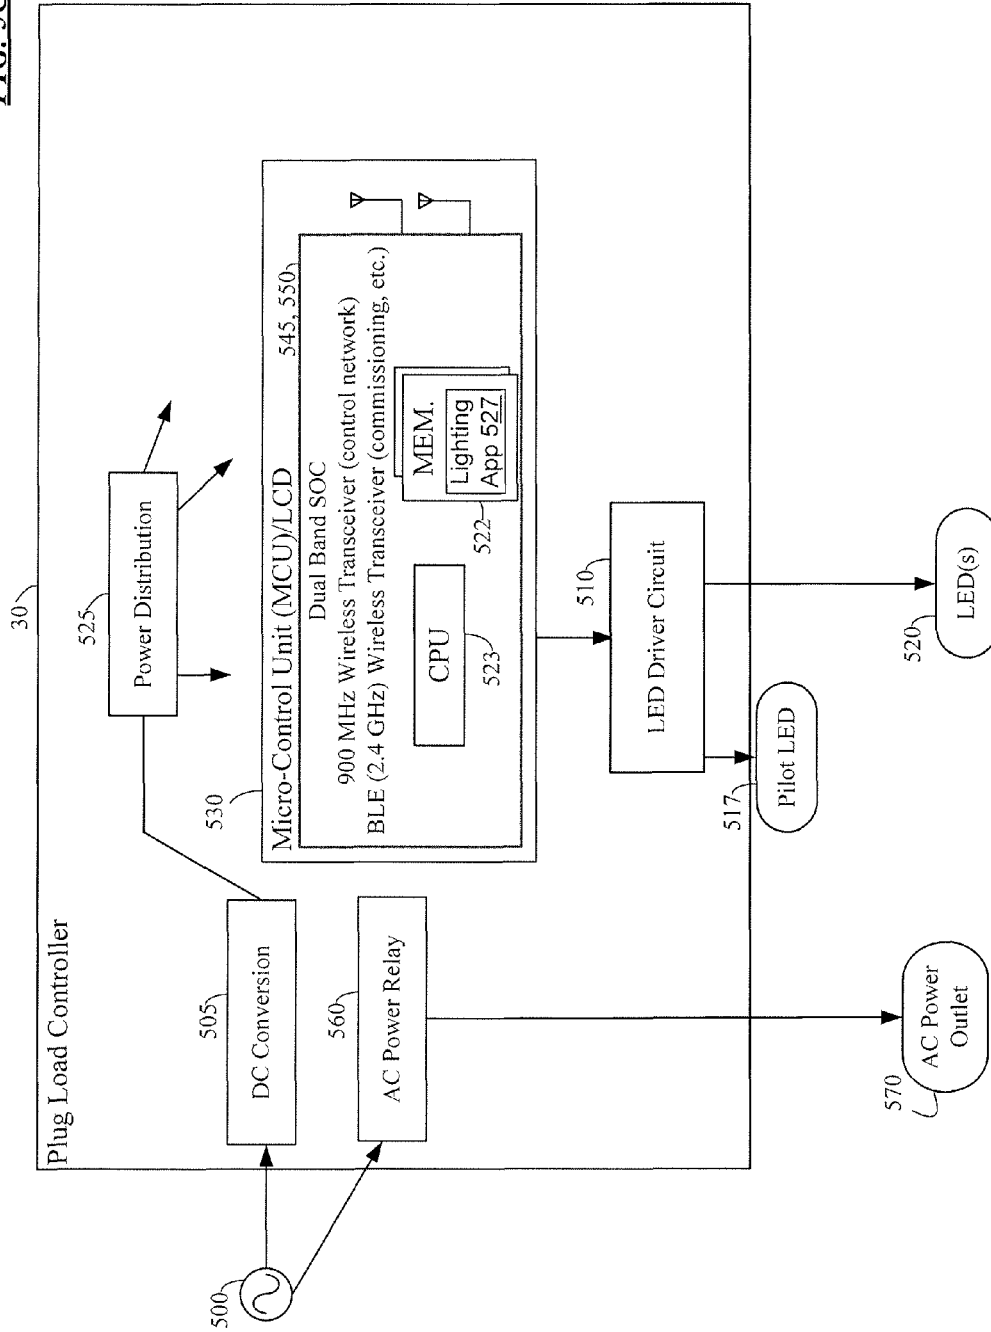 30
Plug Load Controller
525
Power Distribution
505
DC Conversion
500
560
AC Power Relay
530
Micro-Control Unit (MCU)/LCD
545, 550
Dual Band SOC
900 MHz Wireless Transceiver (control network)
BLE (2.4 GHz) Wireless Transceiver (commissioning, etc.)
CPU
523
MEM.
Lighting
App 527
522
510
LED Driver Circuit
517
Pilot LED
520
LED(s)
570
AC Power
Outlet